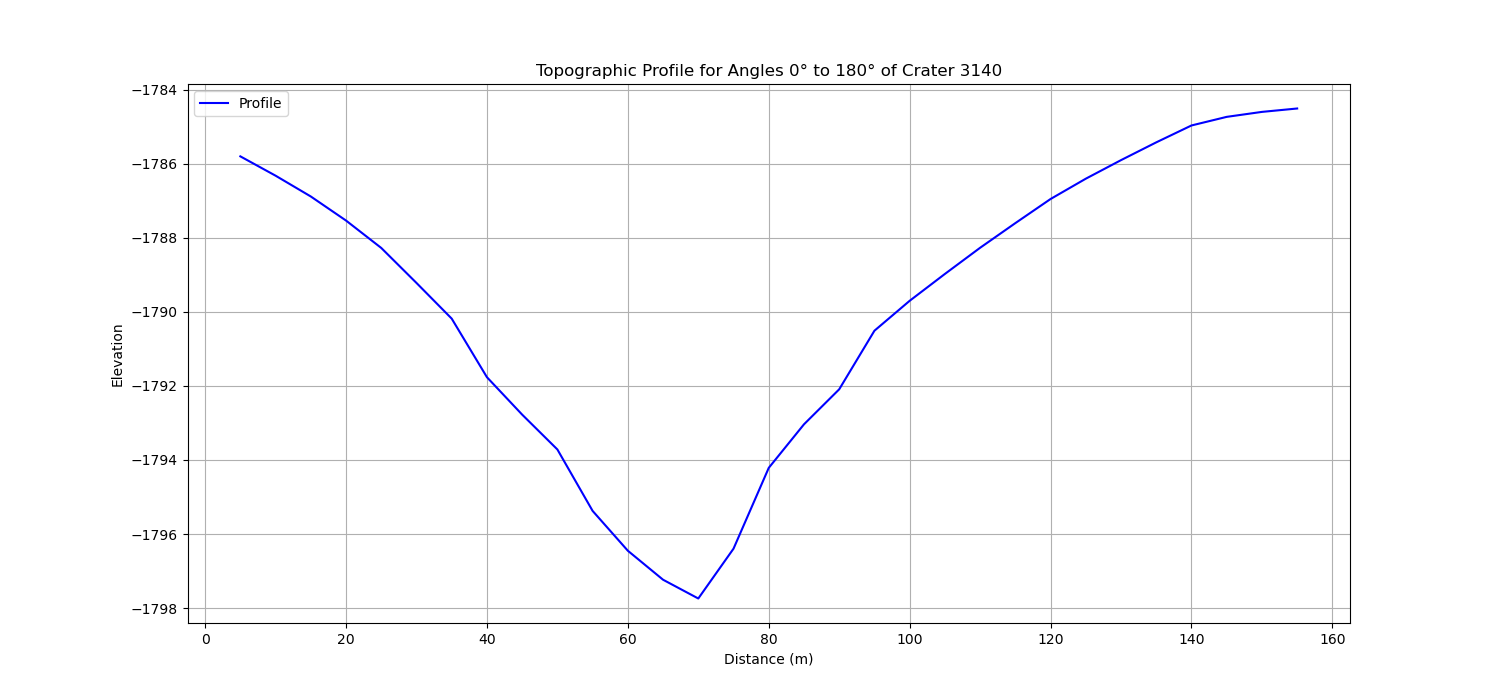 Topographic Profile for Angles 0° to 180° of Crater 3140
Profile
−1784
−1786
−1788
−1790
−1792
−1794
−1796
−1798
Elevation
0 20 40 60 80 100 120 140 160
Distance (m)